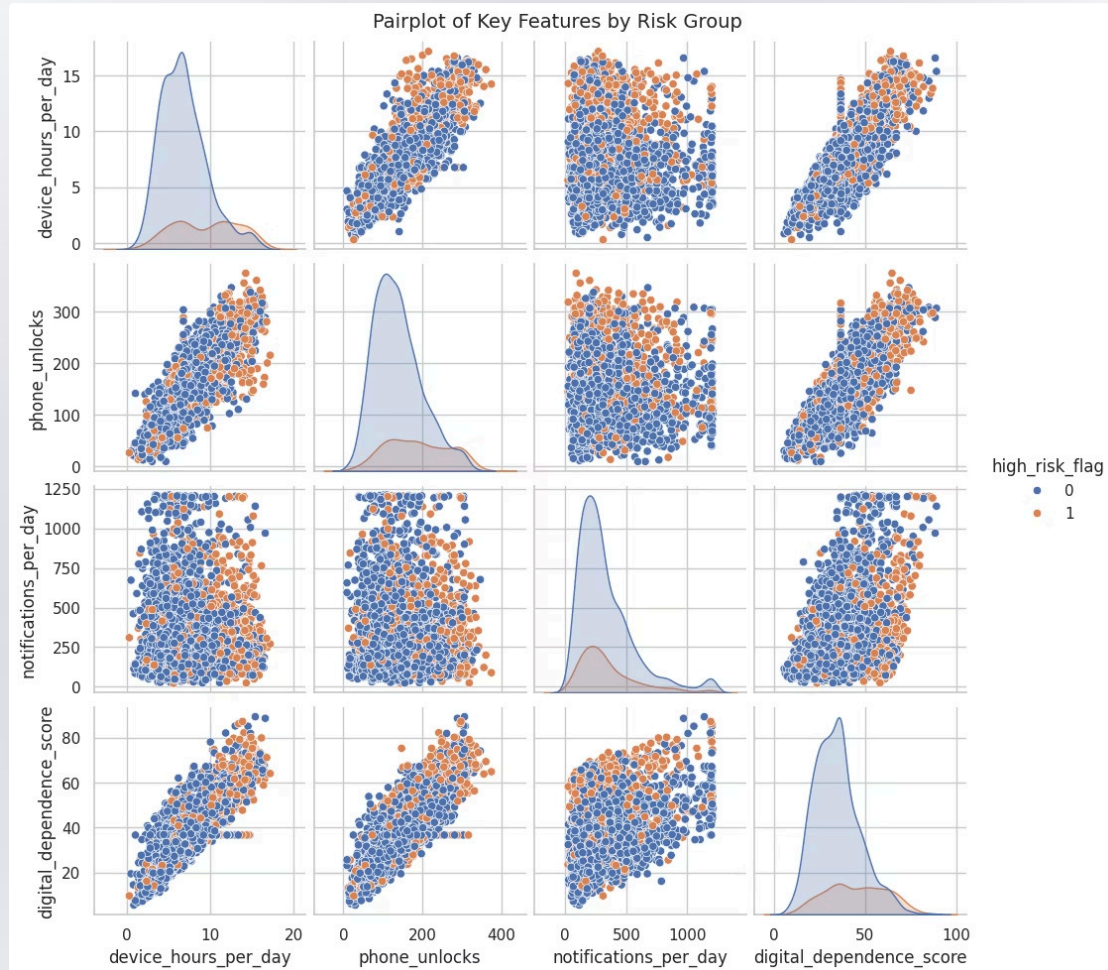 Pairplot of Key Features by Risk Group
device_hours_per_day
15
10
5
0
phone_unlocks
300
200
100
0
high_risk_flag
0
1
notifications_per_day
1250
1000
750
500
250
0
digital_dependence_score
80
60
40
20
0 10 20 0 200 400 0 500 1000 0 50 100
device_hours_per_day phone_unlocks notifications_per_day digital_dependence_score